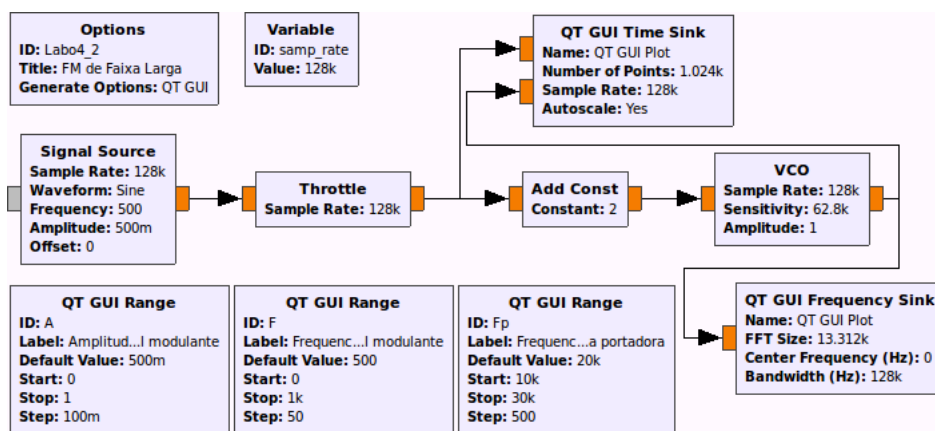 Options
ID: Labo4_2
Title: FM de Faixa Larga
Generate Options: QT GUI
Variable
ID: samp_rate
Value: 128k
QT GUI Time Sink
Name: QT GUI Plot
Number of Points: 1.024k
Sample Rate: 128k
Autoscale: Yes
Signal Source
Sample Rate: 128k
Waveform: Sine
Frequency: 500
Amplitude: 500m
Offset: 0
Throttle
Sample Rate: 128k
Add Const
Constant: 2
VCO
Sample Rate: 128k
Sensitivity: 62.8k
Amplitude: 1
QT GUI Range
ID: A
Label: Amplitud...l modulante
Default Value: 500m
Start: 0
Stop: 1
Step: 100m
QT GUI Range
ID: F
Label: Frequenc...l modulante
Default Value: 500
Start: 0
Stop: 1k
Step: 50
QT GUI Range
ID: Fp
Label: Frequenc...a portadora
Default Value: 20k
Start: 10k
Stop: 30k
Step: 500
QT GUI Frequency Sink
Name: QT GUI Plot
FFT Size: 13.312k
Center Frequency (Hz): 0
Bandwidth (Hz): 128k